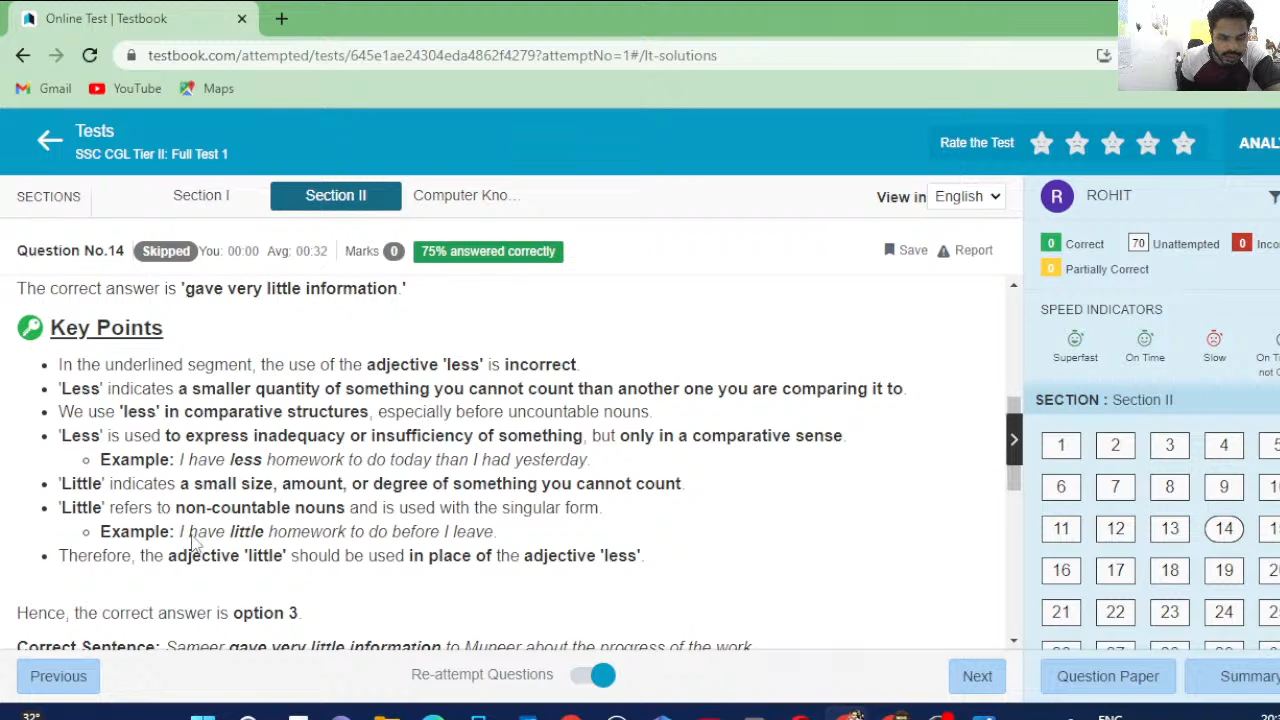 Online Test | Testbook
testbook.com/attempted/tests/645e1ae24304eda4862f4279?attemptNo=1#/lt-solutions
Gmail YouTube Maps
Tests
SSC CGL Tier II: Full Test 1
Rate the Test
SECTIONS Section I Section II Computer Kno... View in English
ROHIT
Question No.14 Skipped You: 00:00 Avg: 00:32 Marks 0 75% answered correctly Save Report
0 Correct 70 Unattempted 0
0 Partially Correct
The correct answer is 'gave very little information.'
Key Points
In the underlined segment, the use of the adjective 'less' is incorrect.
'Less' indicates a smaller quantity of something you cannot count than another one you are comparing it to.
We use 'less' in comparative structures, especially before uncountable nouns.
'Less' is used to express inadequacy or insufficiency of something, but only in a comparative sense.
Example: I have less homework to do today than I had yesterday.
'Little' indicates a small size, amount, or degree of something you cannot count.
'Little' refers to non-countable nouns and is used with the singular form.
Example: I have little homework to do before I leave.
Therefore, the adjective 'little' should be used in place of the adjective 'less'.
Hence, the correct answer is option 3.
Correct Sentence: Sameer gave very little information to Muneer about the progress of the work.
SPEED INDICATORS
Superfast On Time Slow
SECTION : Section II
1 2 3 4 5
6 7 8 9
11 12 13 14
16 17 18 19
21 22 23 24
Previous Re-attempt Questions Next Question Paper Summary
32°
ENG